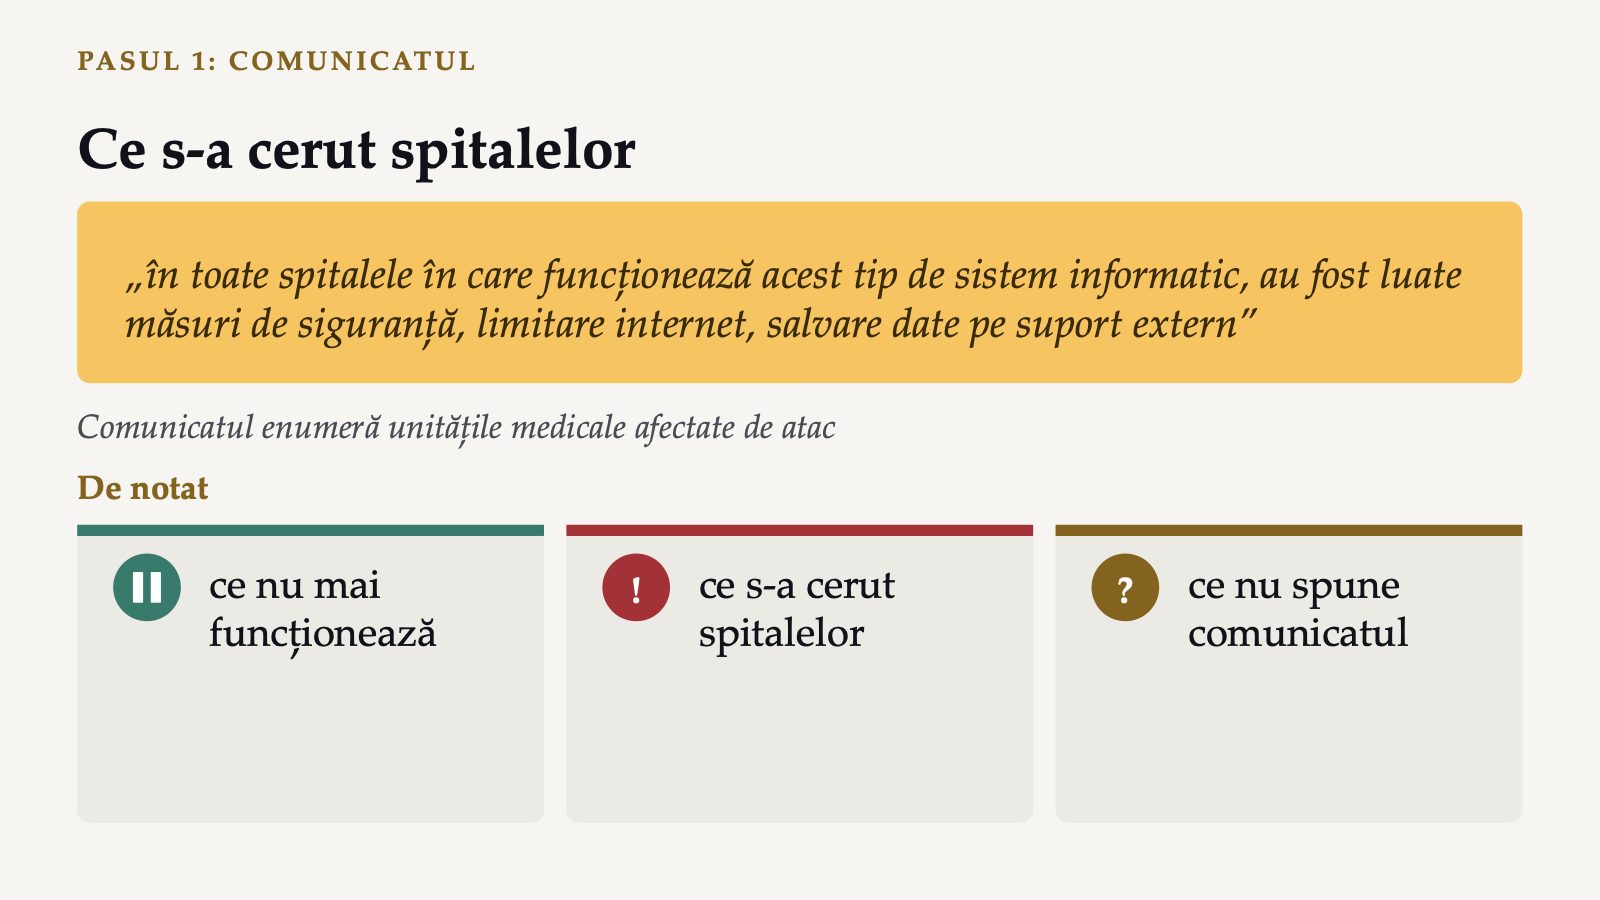 PASUL 1: COMUNICATUL
Ce s-a cerut spitalelor
„în toate spitalele în care funcționează acest tip de sistem informatic, au fost luate
măsuri de siguranță, limitare internet, salvare date pe suport extern”
Comunicatul enumeră unitățile medicale afectate de atac
De notat
ce nu mai
funcționează
!
ce s-a cerut
spitalelor
?
ce nu spune
comunicatul